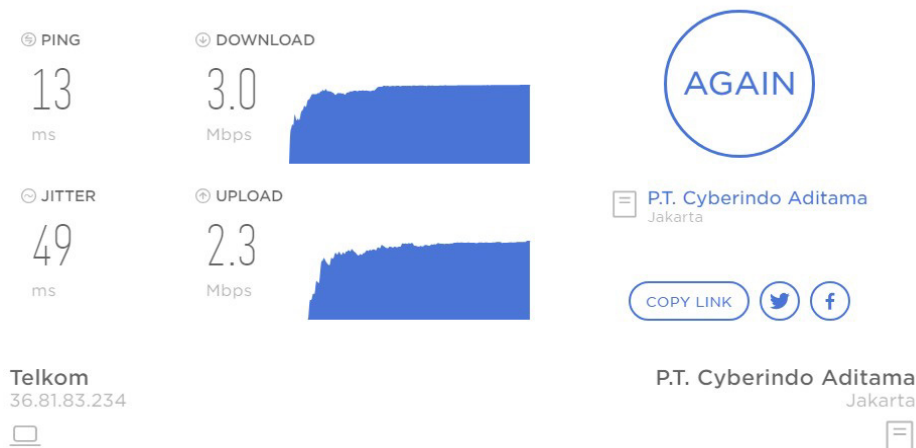 PING
13
ms
DOWNLOAD
3.0
Mbps
AGAIN
JITTER
49
ms
UPLOAD
2.3
Mbps
P.T. Cyberindo Aditama
Jakarta
COPY LINK
Telkom
36.81.83.234
P.T. Cyberindo Aditama
Jakarta